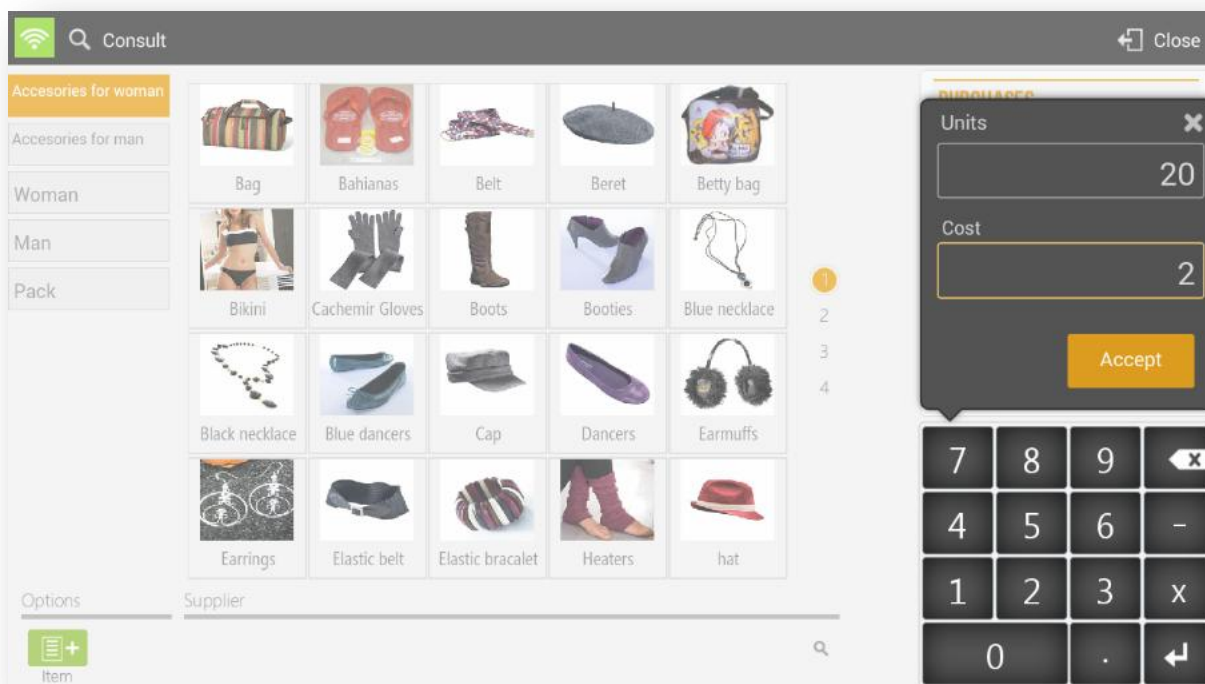 Consult
Close
Accesories for woman
Accesories for man
Woman
Man
Pack
Bag
Bahianas
Belt
Beret
Betty bag
Bikini
Cachemir Gloves
Boots
Booties
Blue necklace
Black necklace
Blue dancers
Cap
Dancers
Earmuffs
Earrings
Elastic belt
Elastic bracalet
Heaters
hat
1
2
3
4
Options
Supplier
Item
PURCHASES
Units
20
Cost
2
Accept
7 8 9 x
4 5 6 -
1 2 3 x
0 .